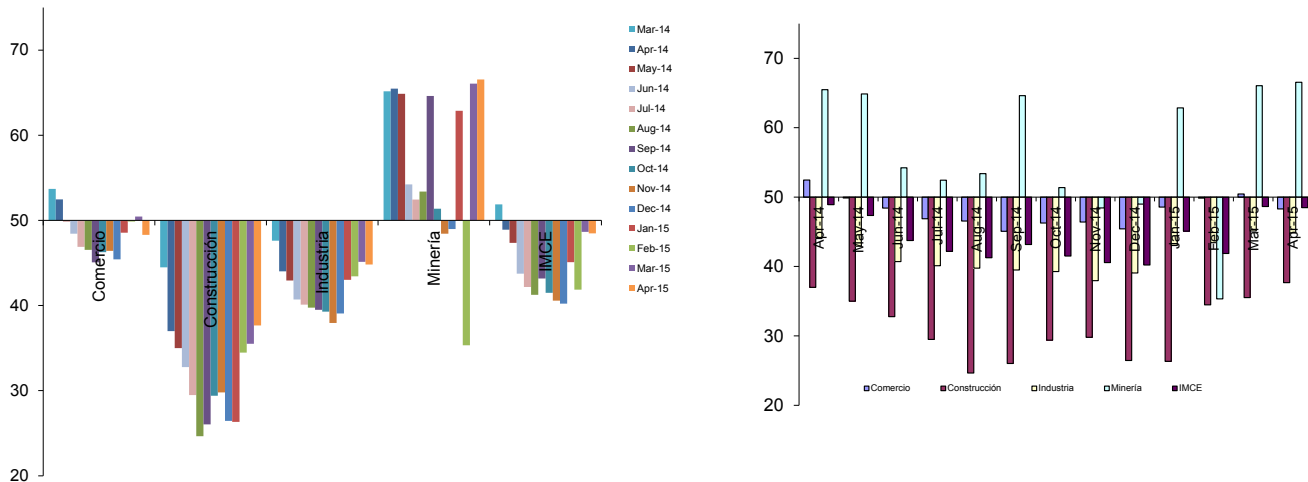 70
60
50
40
30
20
Comercio
Construcción
Industria
Minería
IMCE
Mar-14
Apr-14
May-14
Jun-14
Jul-14
Aug-14
Sep-14
Oct-14
Nov-14
Dec-14
Jan-15
Feb-15
Mar-15
Apr-15
70
60
50
40
30
20
Apr-14
May-14
Jun-14
Jul-14
Aug-14
Sep-14
Oct-14
Nov-14
Dec-14
Jan-15
Feb-15
Mar-15
Apr-15
Comercio Construcción Industria Minería IMCE